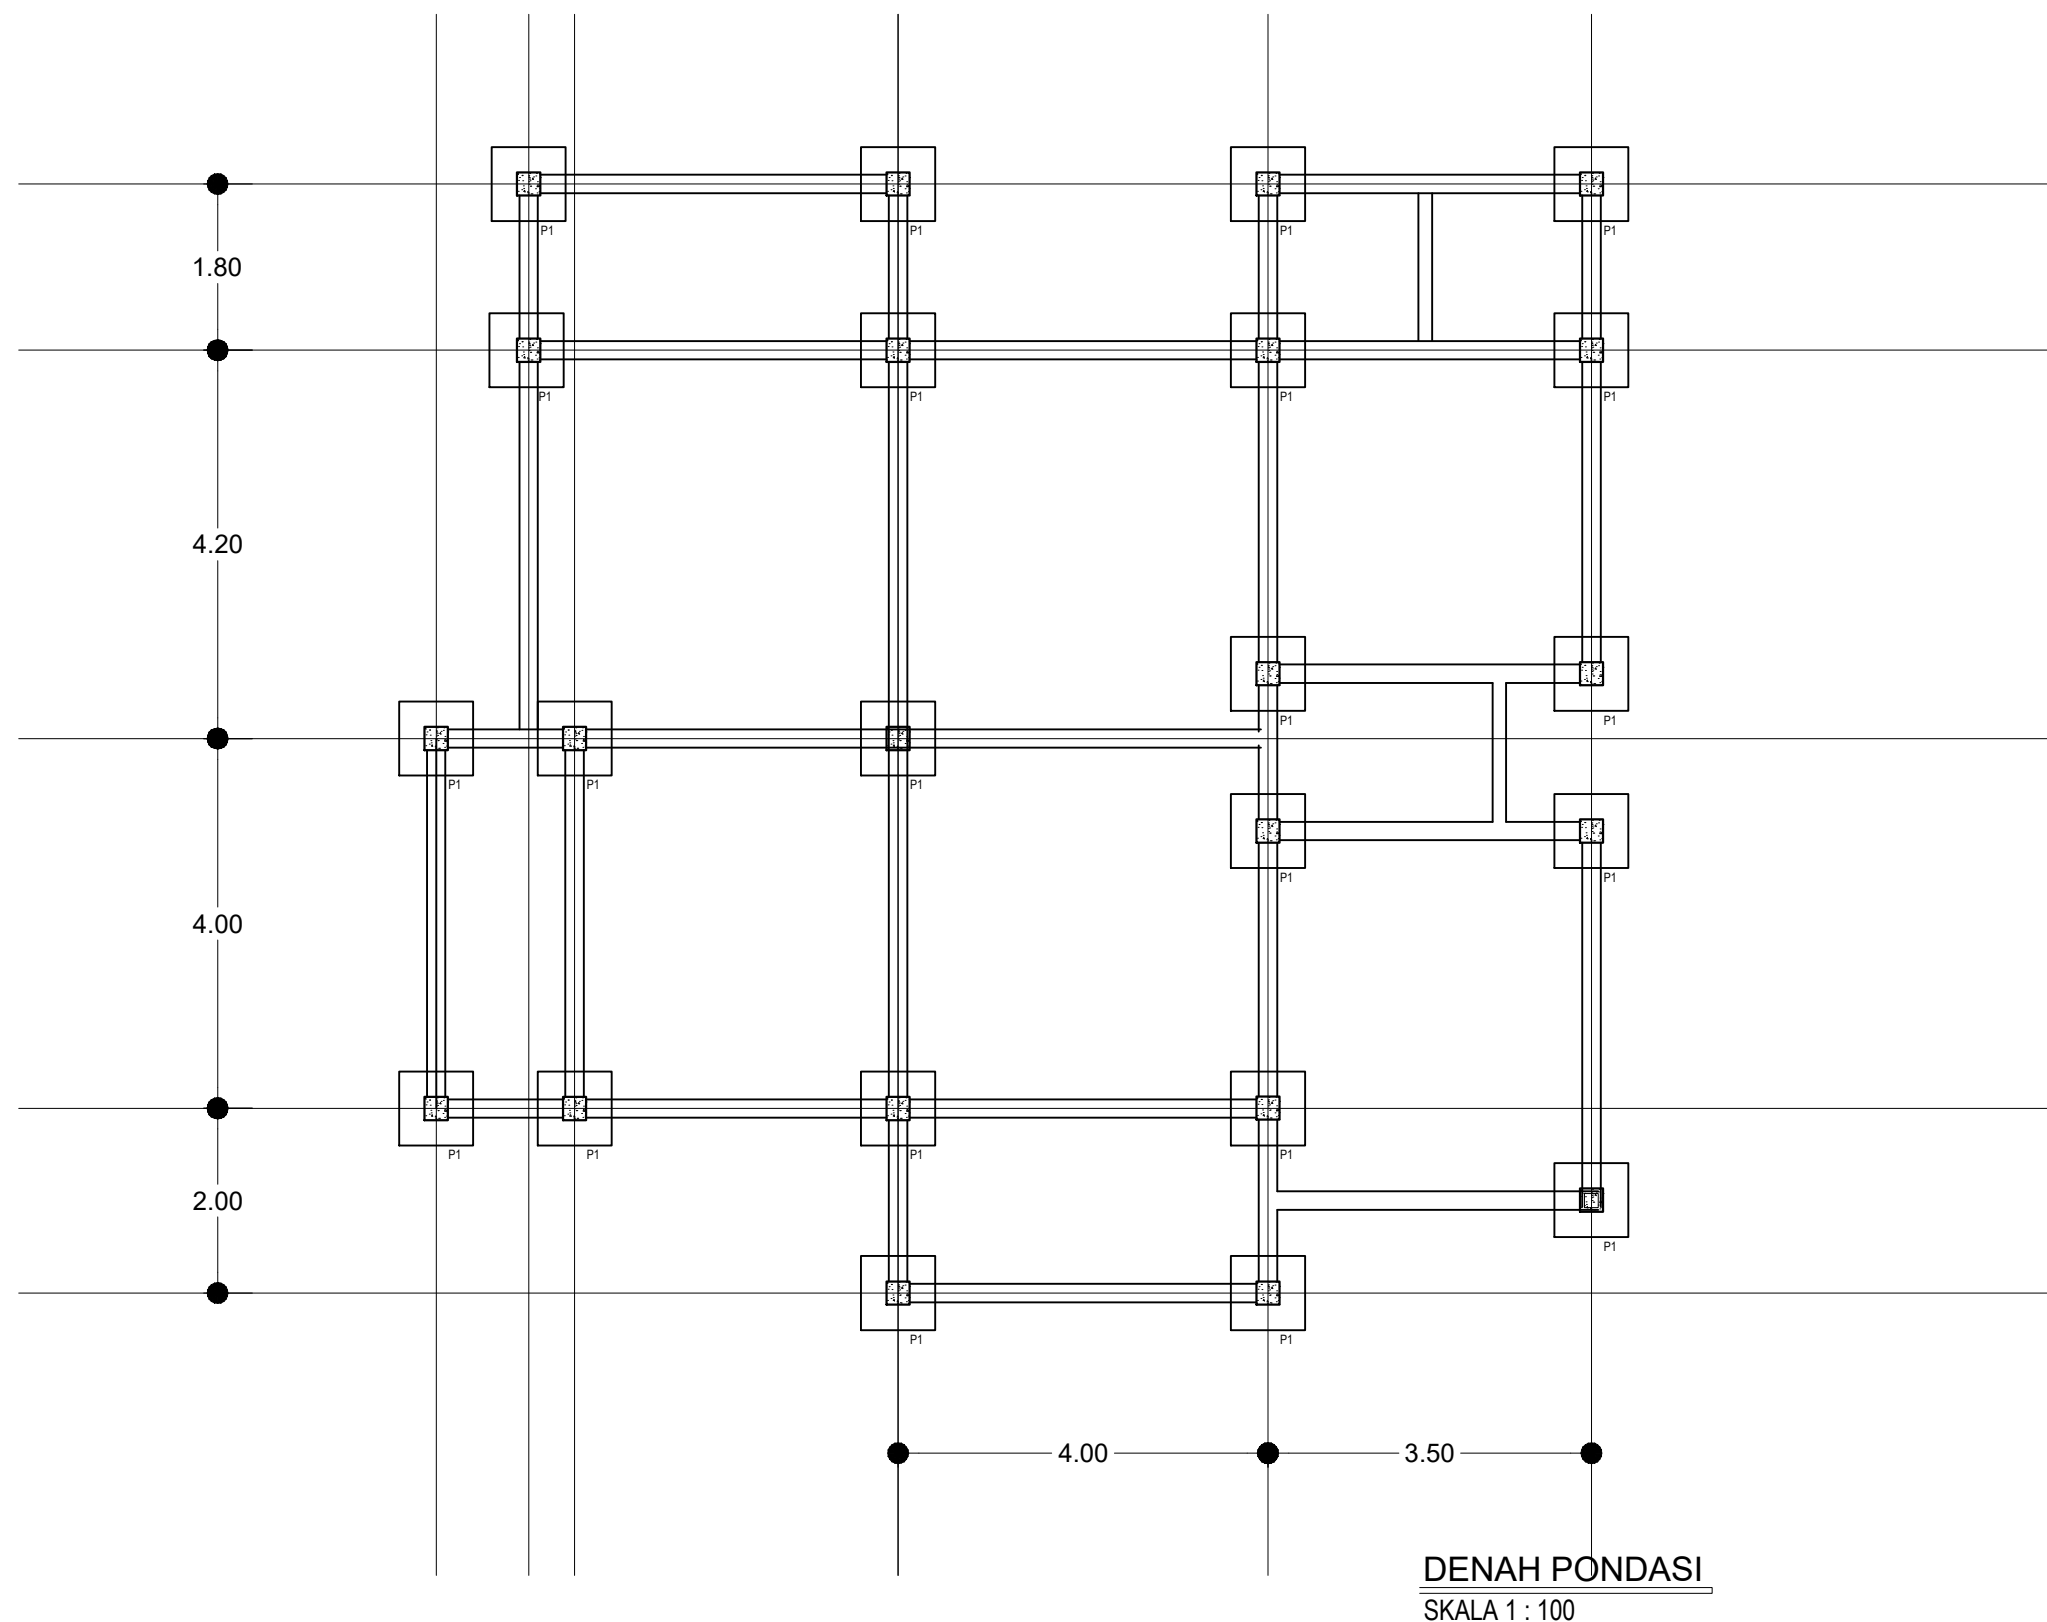 P1 P1 P1 P1
1.80
P1 P1 P1 P1
4.20
P1 P1
P1 P1 P1
P1 P1
4.00
P1 P1 P1 P1
2.00
P1
P1 P1
4.00 3.50
DENAH PONDASI
SKALA 1 : 100